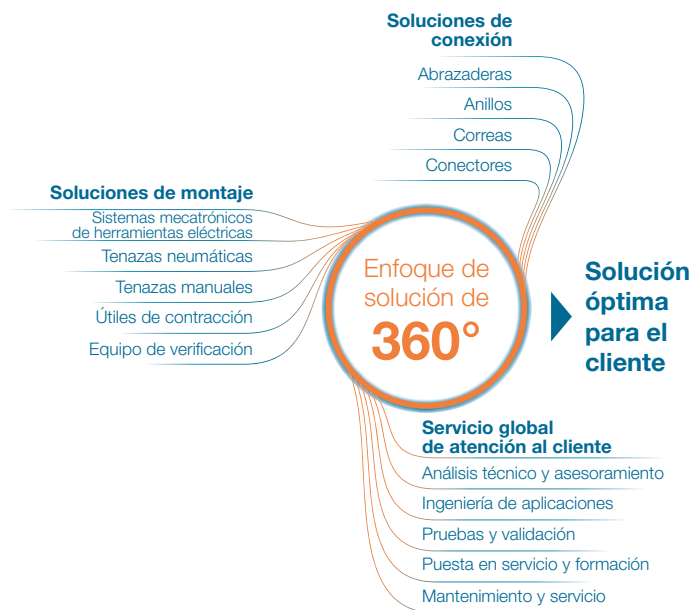 Soluciones de
conexión
Abrazaderas
Anillos
Correas
Conectores
Soluciones de montaje
Sistemas mecatrónicos
de herramientas eléctricas
Tenazas neumáticas
Tenazas manuales
Útiles de contracción
Equipo de verificación
Enfoque de
solución de
360°
Solución
óptima
para el
cliente
Servicio global
de atención al cliente
Análisis técnico y asesoramiento
Ingeniería de aplicaciones
Pruebas y validación
Puesta en servicio y formación
Mantenimiento y servicio